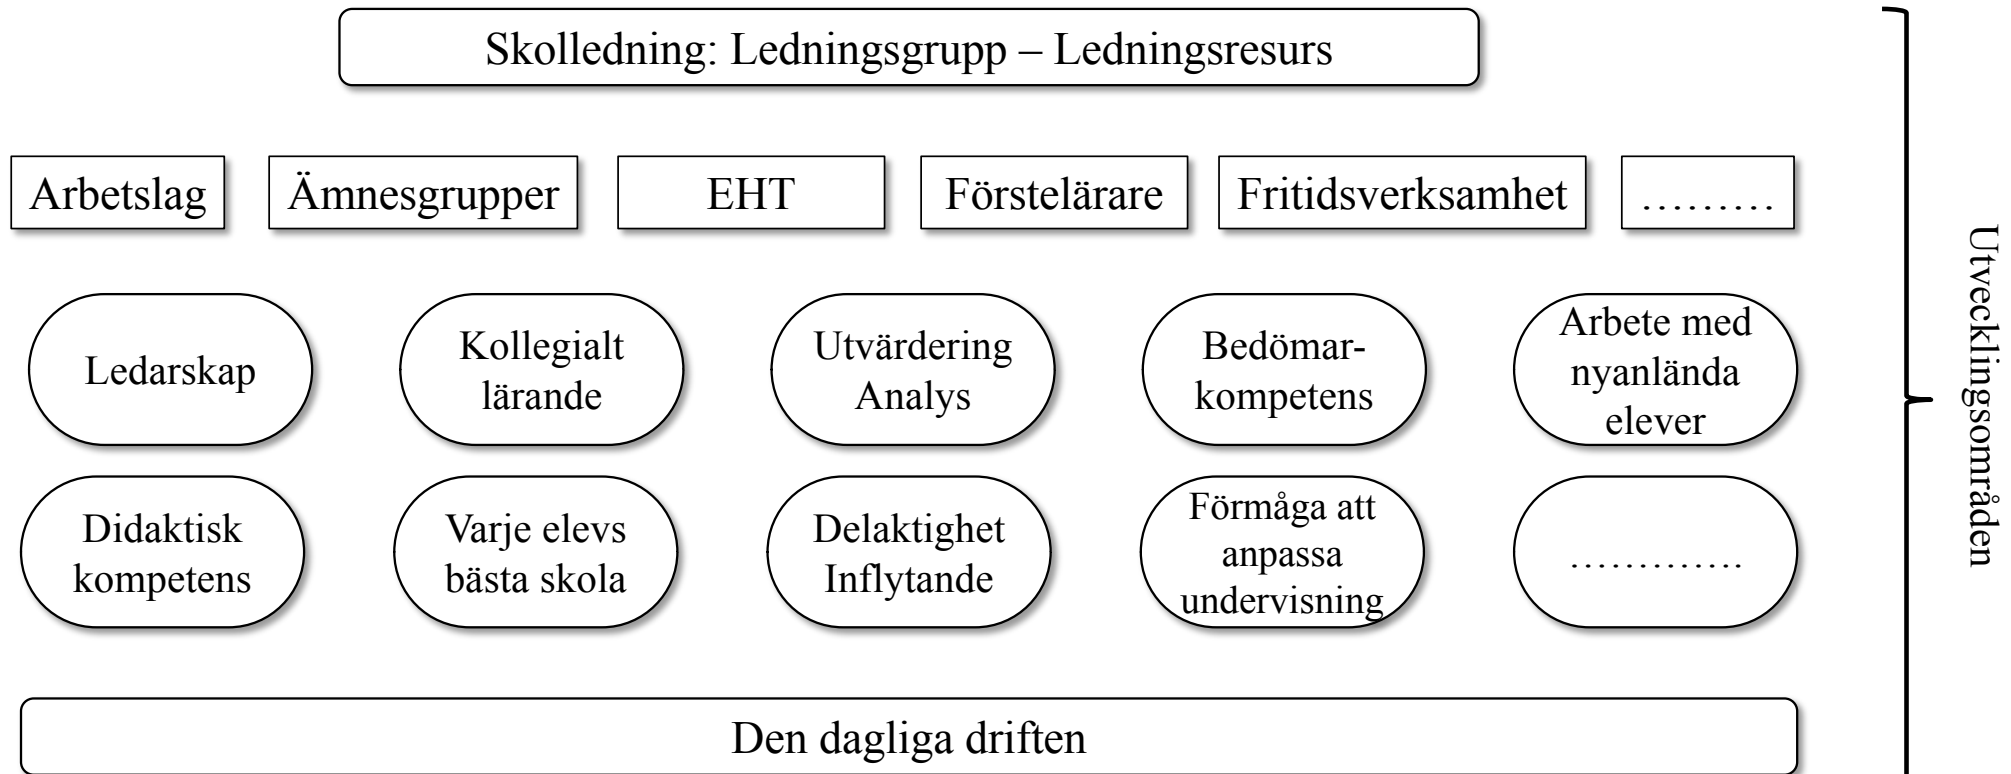 Skolledning: Ledningsgrupp – Ledningsresurs
Arbetslag
Ämnesgrupper
EHT
Förstelärare
Fritidsverksamhet
………
Ledarskap
Kollegialt
lärande
Utvärdering
Analys
Bedömar-
kompetens
Arbete med
nyanlända
elever
Didaktisk
kompetens
Varje elevs
bästa skola
Delaktighet
Inflytande
Förmåga att
anpassa
undervisning
………….
Den dagliga driften
Utvecklingsområden